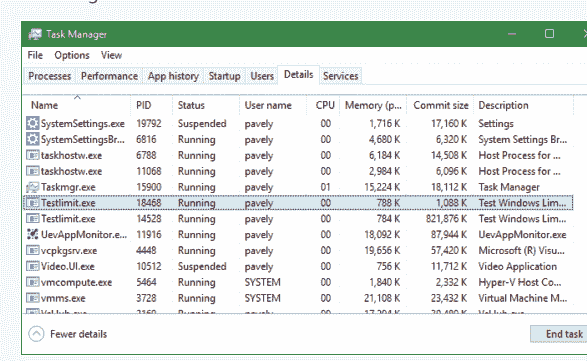 Task Manager
File Options View
Processes Performance App history Startup Users Details Services
Name PID Status User name CPU Memory (p... Commit size Description
SystemSettings.exe 19792 Suspended pavely 00 1,716 K 17,160 K Settings
SystemSettingsBr... 6816 Running pavely 00 4,680 K 6,320 K System Settings Br...
taskhostw.exe 6788 Running pavely 00 6,184 K 14,508 K Host Process for ...
taskhostw.exe 11068 Running pavely 00 2,984 K 6,096 K Host Process for ...
Taskmgr.exe 15900 Running pavely 01 15,224 K 18,112 K Task Manager
Testlimit.exe 18468 Running pavely 00 788 K 1,088 K Test Windows Lim...
Testlimit.exe 14528 Running pavely 00 784 K 821,876 K Test Windows Lim...
UevAppMonitor.e... 11916 Running pavely 00 18,092 K 87,944 K UevAppMonitor.exe
vcpkgsrv.exe 4448 Running pavely 00 19,656 K 57,420 K Microsoft (R) Visu...
Video.UI.exe 10512 Suspended pavely 00 756 K 11,712 K Video Application
vmcompute.exe 5464 Running SYSTEM 00 1,840 K 2,332 K Hyper-V Host Co...
vmms.exe 3728 Running SYSTEM 00 21,108 K 23,432 K Virtual Machine M...
Fewer details End task